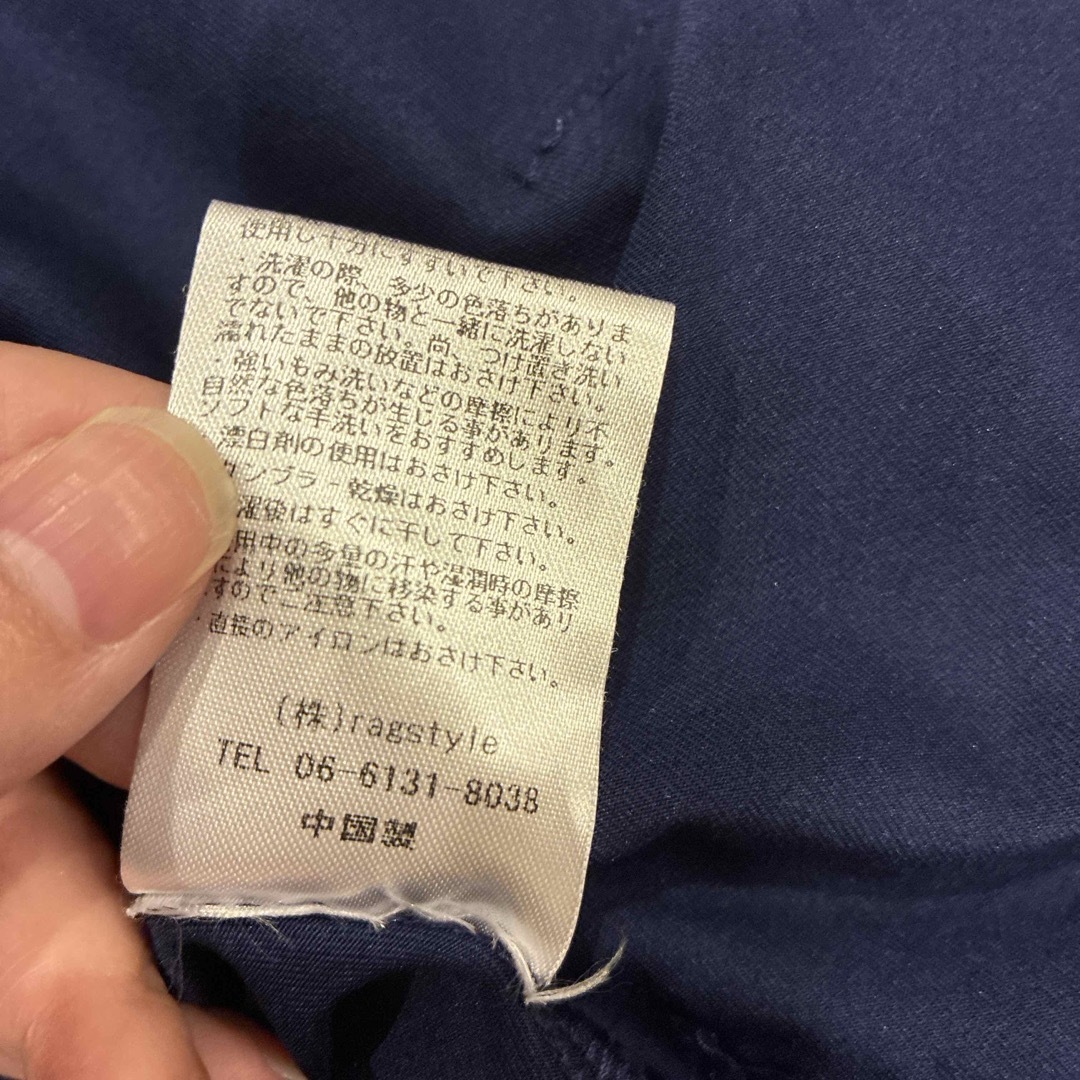 使用し十分にすすいで下さい。
・洗濯の際、多少の色落ちがありま
すので、他の物と一緒に洗濯しない
でないで下さい。尚、つけ置き洗い
濡れたままの放置はおさけ下さい。
・強いもみ洗いなどの摩擦により不
自然な色落ちが生じる事があります。
ソフトな手洗いをおすすめします。
漂白剤の使用はおさけ下さい。
タンブラ-乾燥はおさけ下さい。
濯後はすぐに干して下さい。
用中の多量の汗や湿潤時の摩擦
により他の物に移染する事があり
すのでご注意下さい。
・直接のアイロンはおさけ下さい。
(株)ragstyle
TEL 06-6131-8038
中国製